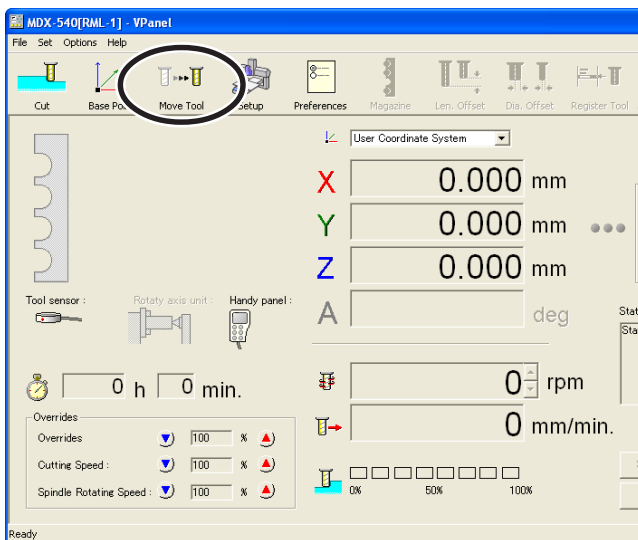 MDX-540[RML-1] - VPanel
File Set Options Help
Cut Base Po Move Tool Setup Preferences Magazine Len. Offset Dia. Offset Register Tool
User Coordinate System
X 0.000 mm
Y 0.000 mm
Z 0.000 mm
Tool sensor : Rotaty axis unit : Handy panel :
A deg
Stat
Sta
0 h 0 min.
0 rpm
0 mm/min.
Overrides
Overrides 100 %
Cutting Speed : 100 %
Spindle Rotating Speed : 100 %
0% 50% 100%
Ready